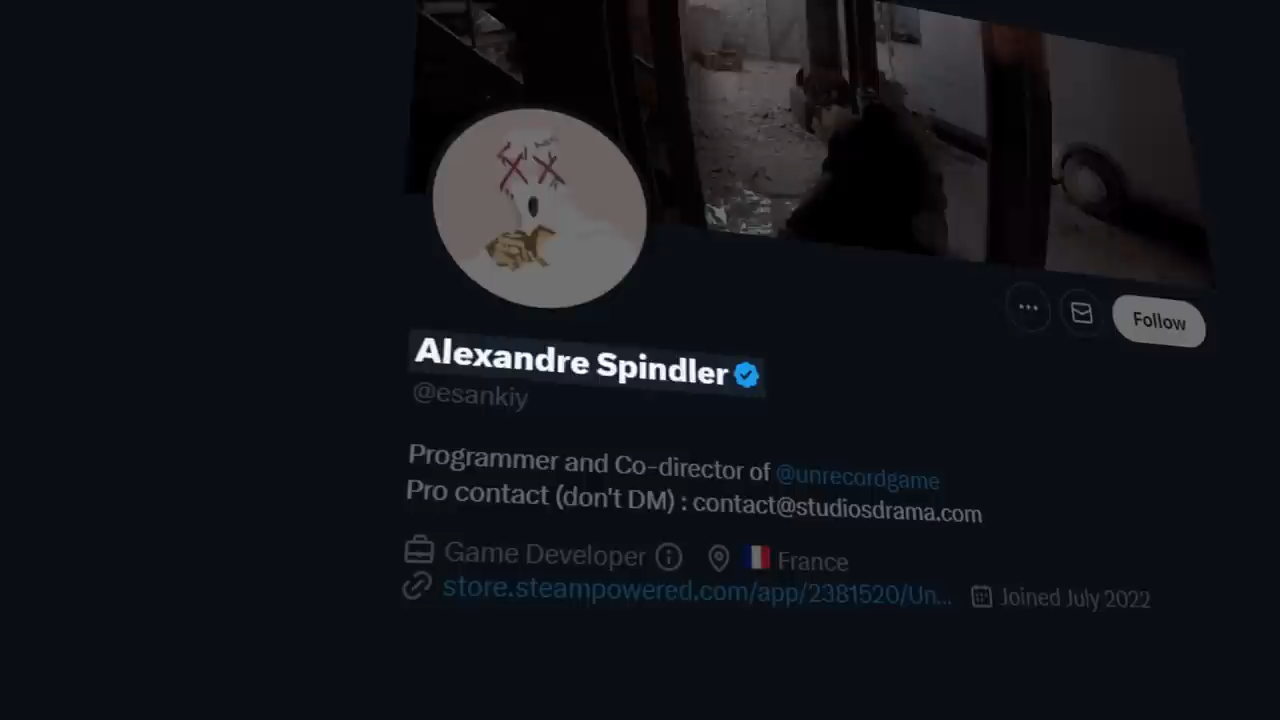 Follow
Alexandre Spindler
@esankiy
Programmer and Co-director of @unrecordgame
Pro contact (don't DM) : contact@studiosdrama.com
Game Developer France
store.steampowered.com/app/2381520/Un... Joined July 2022